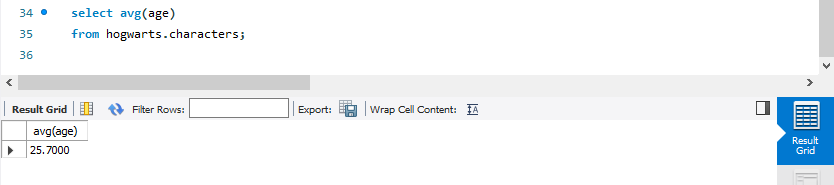 34 select avg(age)
35 from hogwarts.characters;
36
Result Grid Filter Rows: Export: Wrap Cell Content: IA
avg(age)
25.7000
Result
Grid